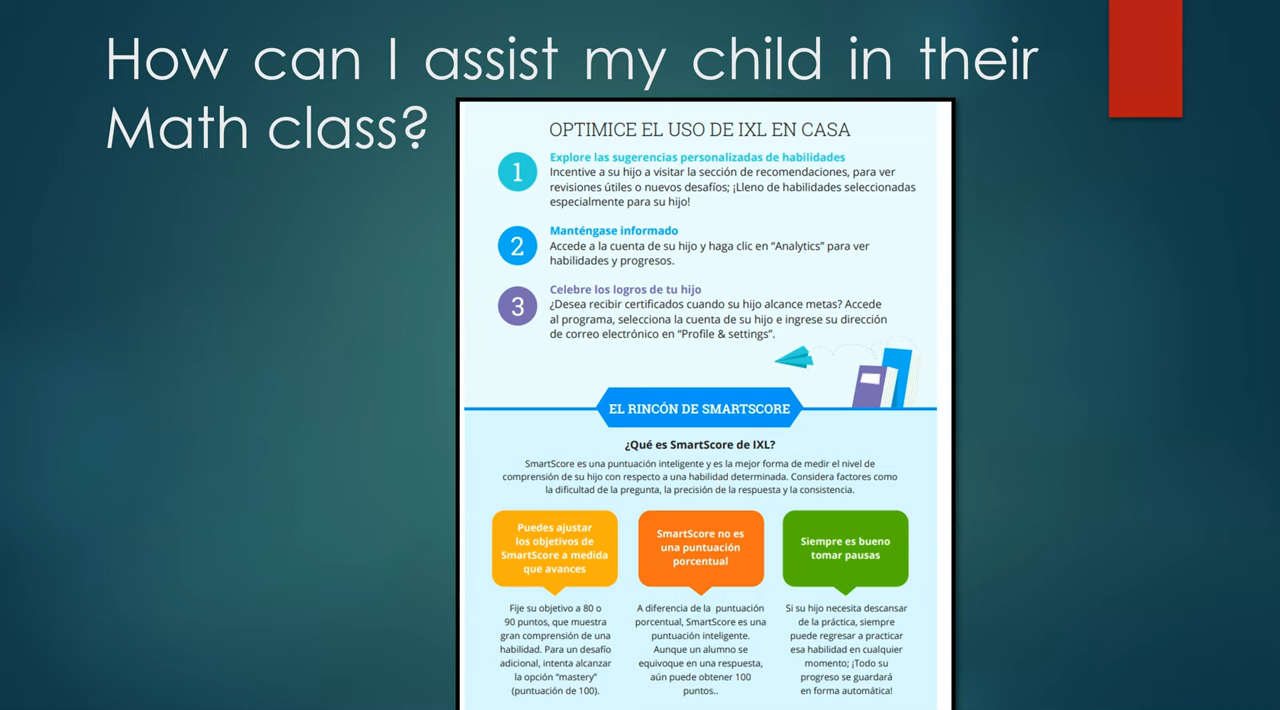 How can I assist my child in their
Math class?
OPTIMICE EL USO DE IXL EN CASA
1
Explore las sugerencias personalizadas de habilidades
Incentive a su hijo a visitar la sección de recomendaciones, para ver
revisiones útiles o nuevos desafíos; ¡Lleno de habilidades seleccionadas
especialmente para su hijo!
2
Manténgase informado
Accede a la cuenta de su hijo y haga clic en “Analytics” para ver
habilidades y progresos.
3
Celebre los logros de tu hijo
¿Desea recibir certificados cuando su hijo alcance metas? Accede
al programa, selecciona la cuenta de su hijo e ingrese su dirección
de correo electrónico en “Profile & settings”.
EL RINCÓN DE SMARTSCORE
¿Qué es SmartScore de IXL?
SmartScore es una puntuación inteligente y es la mejor forma de medir el nivel de
comprensión de su hijo con respecto a una habilidad determinada. Considera factores como
la dificultad de la pregunta, la precisión de la respuesta y la consistencia.
Puedes ajustar
los objetivos de
SmartScore a medida
que avances
Fije su objetivo a 80 o
90 puntos, que muestra
gran comprensión de una
habilidad. Para un desafío
adicional, intenta alcanzar
la opción “mastery”
(puntuación de 100).
SmartScore no es
una puntuación
porcentual
A diferencia de la puntuación
porcentual, SmartScore es una
puntuación inteligente.
Aunque un alumno se
equivoque en una respuesta,
aún puede obtener 100
puntos..
Siempre es bueno
tomar pausas
Si su hijo necesita descansar
de la práctica, siempre
puede regresar a practicar
esa habilidad en cualquier
momento; ¡Todo su
progreso se guardará
en forma automática!